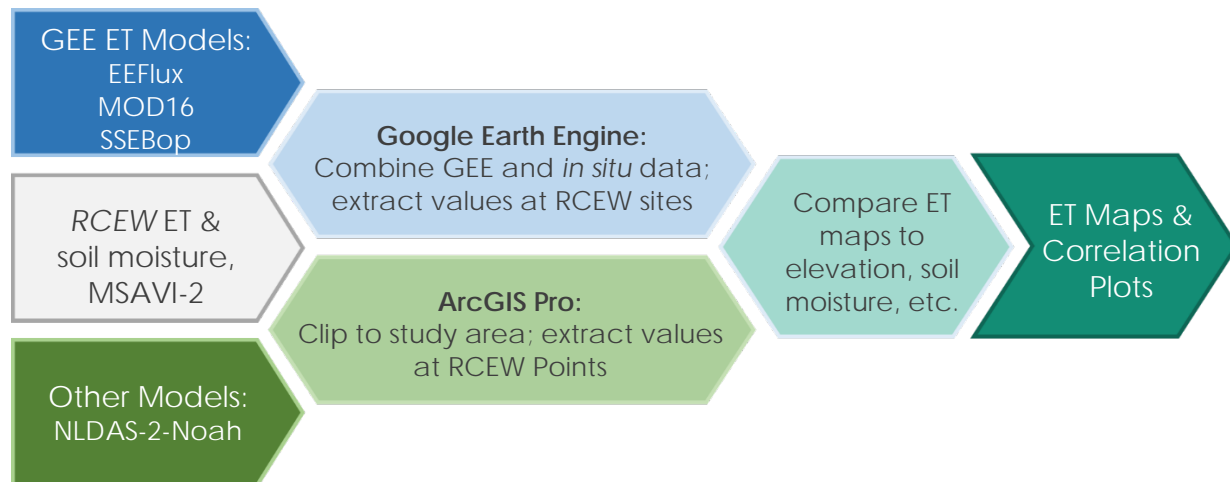 GEE ET Models:
EEFlux
MOD16
SSEBop
RCEW ET &
soil moisture,
MSAVI-2
Other Models:
NLDAS-2-Noah
Google Earth Engine:
Combine GEE and in situ data;
extract values at RCEW sites
ArcGIS Pro:
Clip to study area; extract values
at RCEW Points
Compare ET
maps to
elevation, soil
moisture, etc.
ET Maps &
Correlation
Plots